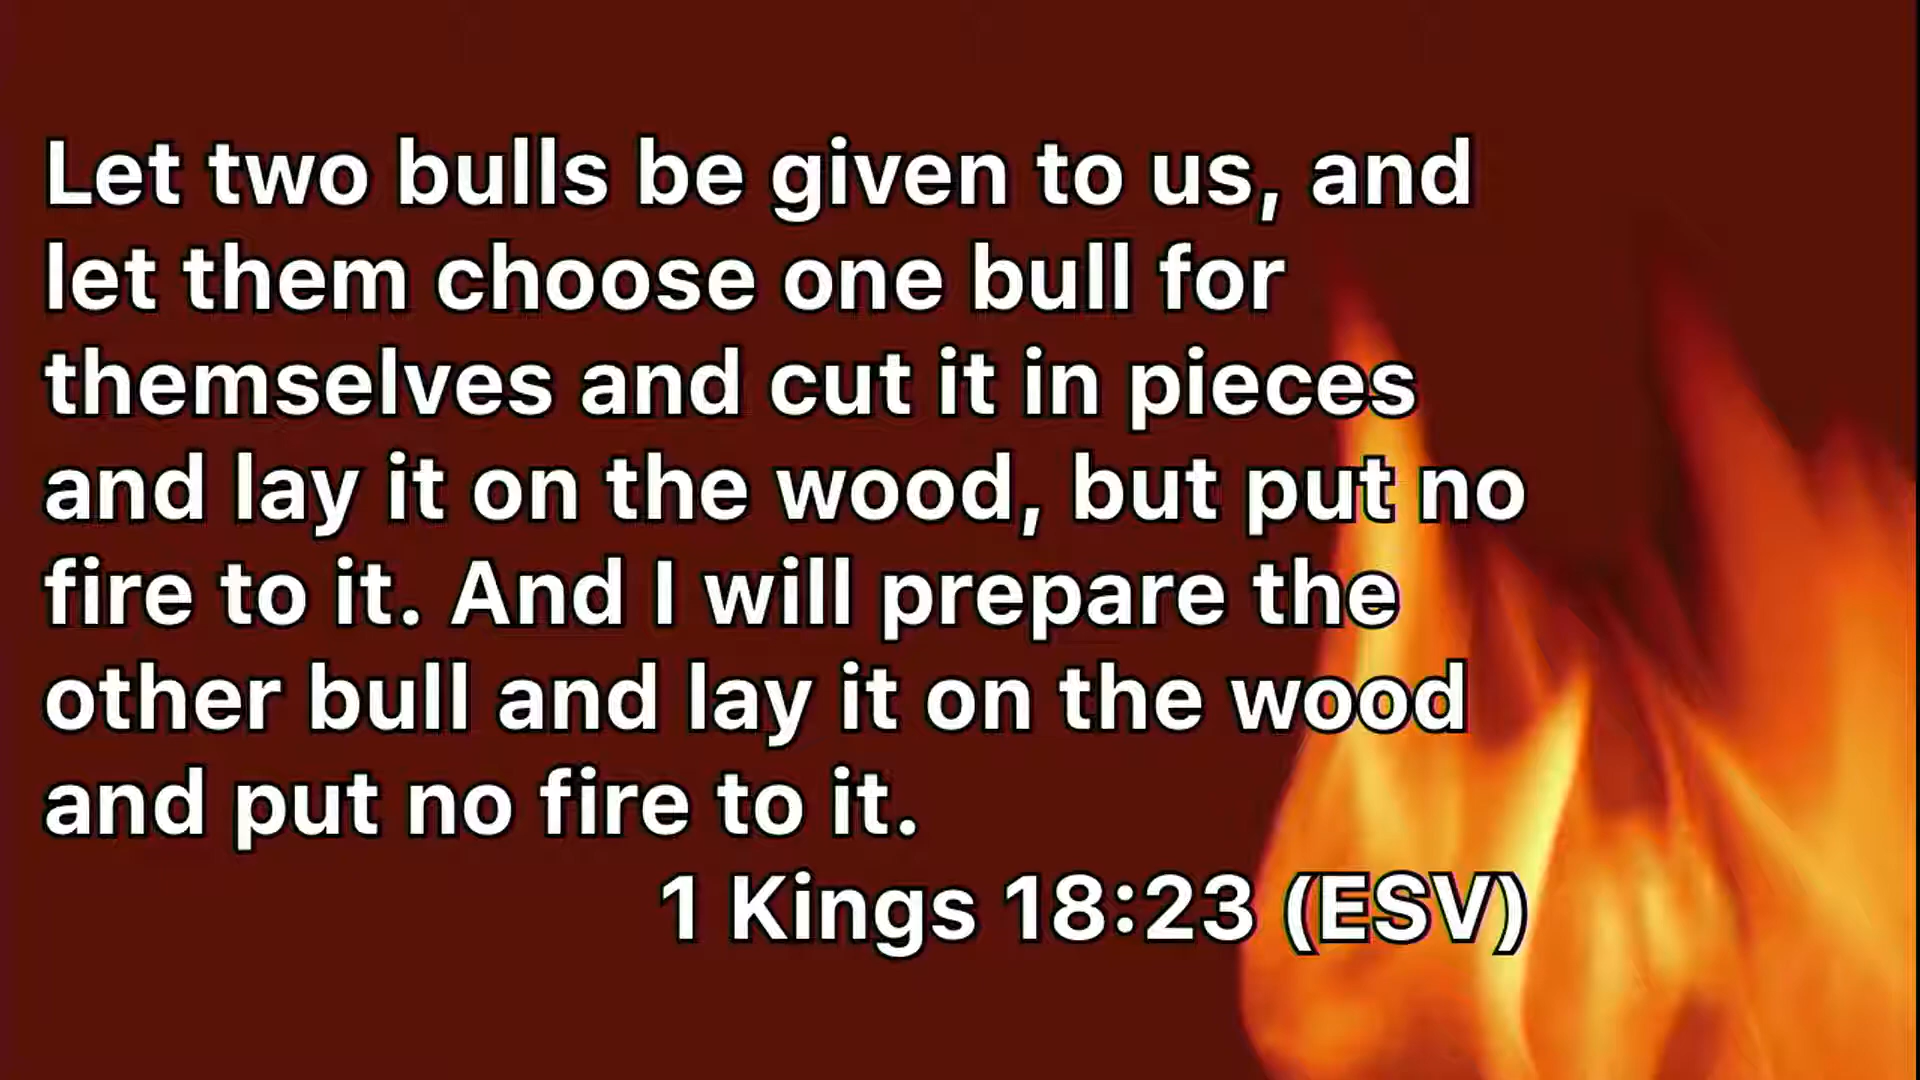 Let two bulls be given to us, and
let them choose one bull for
themselves and cut it in pieces
and lay it on the wood, but put no
fire to it. And I will prepare the
other bull and lay it on the wood
and put no fire to it.
1 Kings 18:23 (ESV)